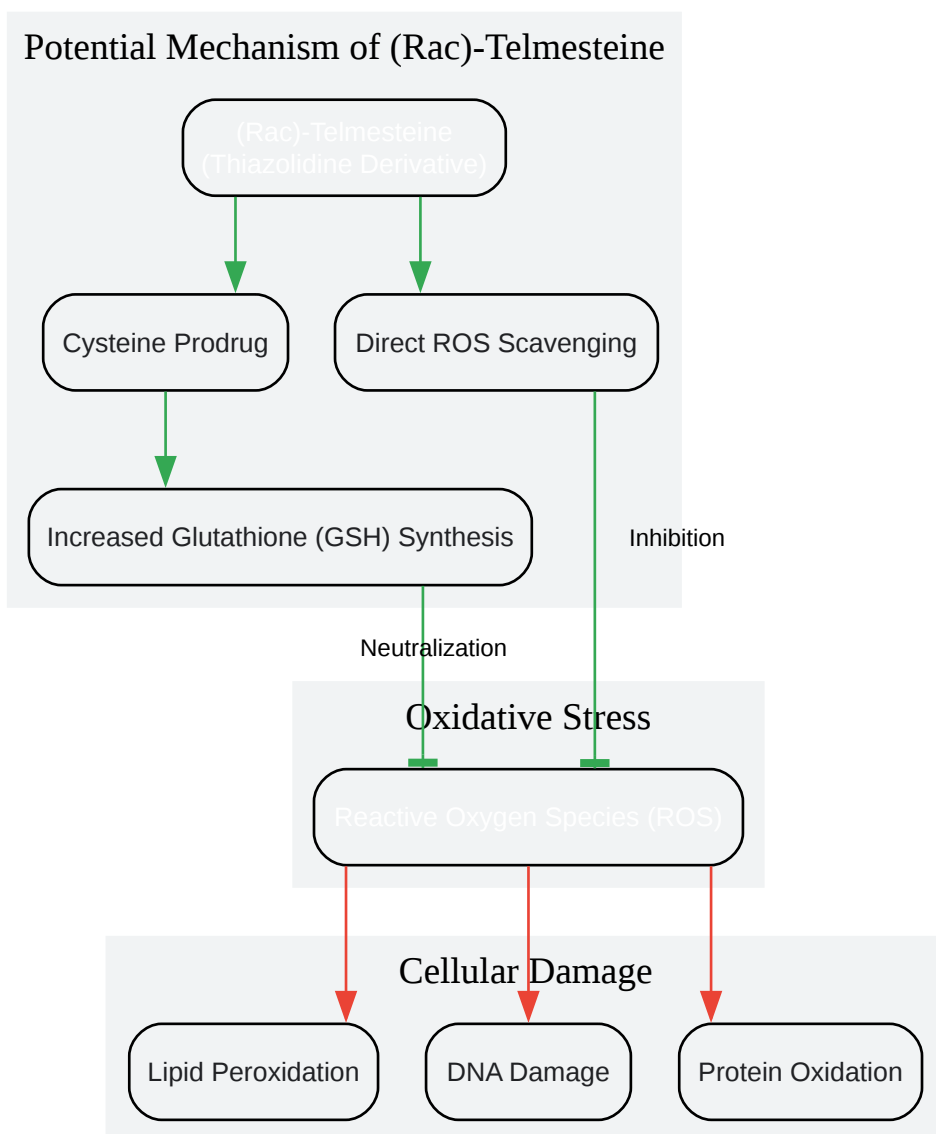 Potential Mechanism of (Rac)-Telmesteine
(Rac)-Telmesteine
(Thiazolidine Derivative)
Cysteine Prodrug
Direct ROS Scavenging
Increased Glutathione (GSH) Synthesis
Inhibition
Neutralization
Oxidative Stress
Reactive Oxygen Species (ROS)
Cellular Damage
Lipid Peroxidation
DNA Damage
Protein Oxidation